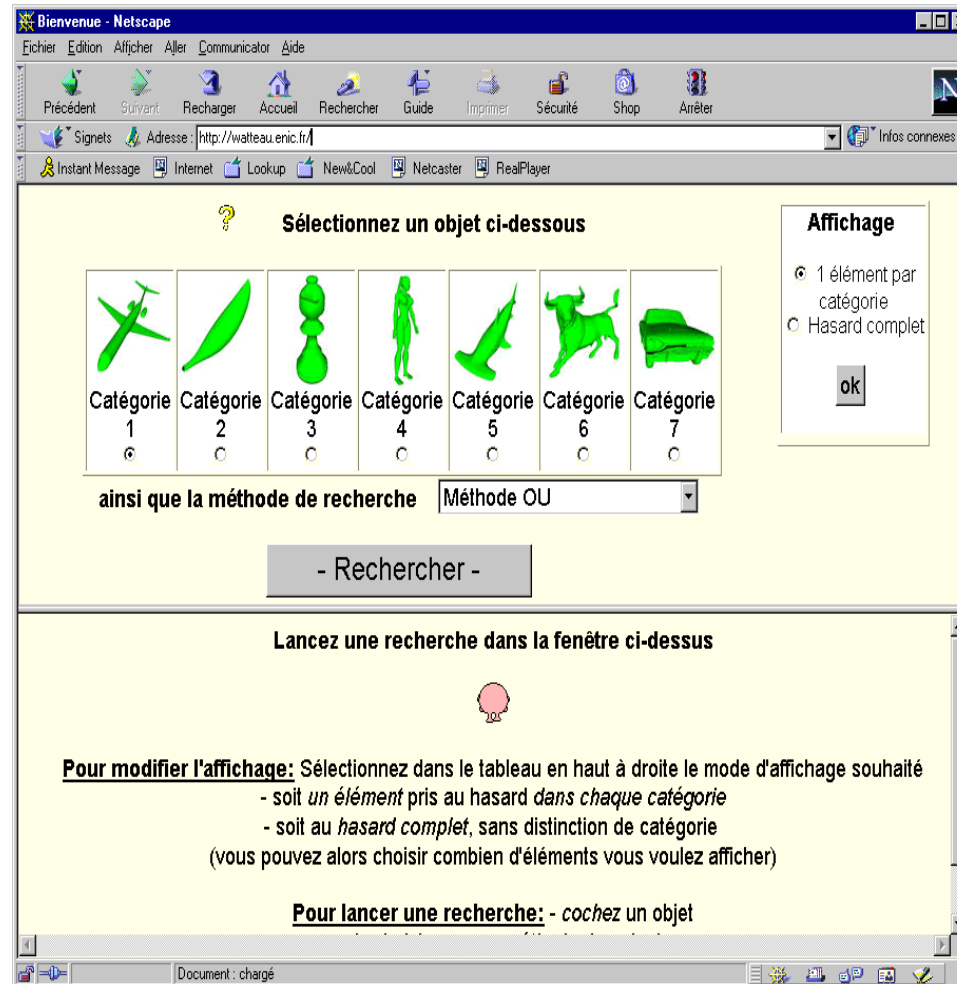 Bienvenue - Netscape
Fichier Edition Afficher Aller Communicator Aide
Précédent Suivant Recharger Accueil Rechercher Guide Imprimer Sécurité Shop Arrêter
N
Signets Adresse : http://watteau.enic.fr/ Infos connexes
Instant Message Internet Lookup New&Cool Netcaster RealPlayer
? Sélectionnez un objet ci-dessous
Affichage
1 élément par
catégorie
Hasard complet
ok
Catégorie Catégorie Catégorie Catégorie Catégorie Catégorie Catégorie
1 2 3 4 5 6 7
ainsi que la méthode de recherche Méthode OU
- Rechercher -
Lancez une recherche dans la fenêtre ci-dessus
Pour modifier l'affichage: Sélectionnez dans le tableau en haut à droite le mode d'affichage souhaité
- soit un élément pris au hasard dans chaque catégorie
- soit au hasard complet, sans distinction de catégorie
(vous pouvez alors choisir combien d'éléments vous voulez afficher)
Pour lancer une recherche: - cochez un objet
Document : chargé